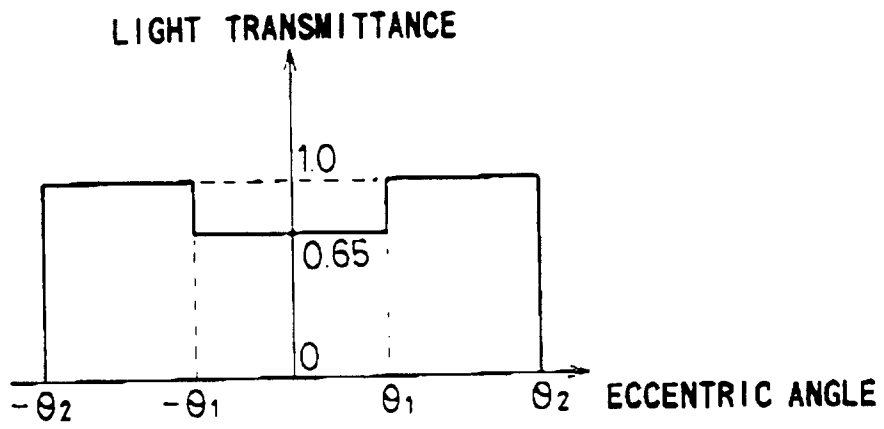 LIGHT TRANSMITTANCE
1.0
0.65
0
-θ2 -θ1 θ1 θ2 ECCENTRIC ANGLE